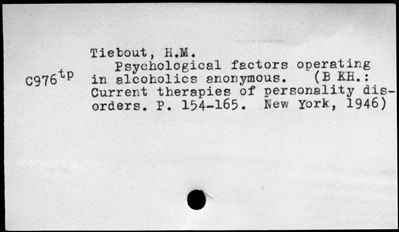 Tiebout, H.M.
Psychological factors operating
C976tp in alcoholics anonymous. (B KH.:
Current therapies of personality dis-
orders. P. 154-165. New York, 1946)